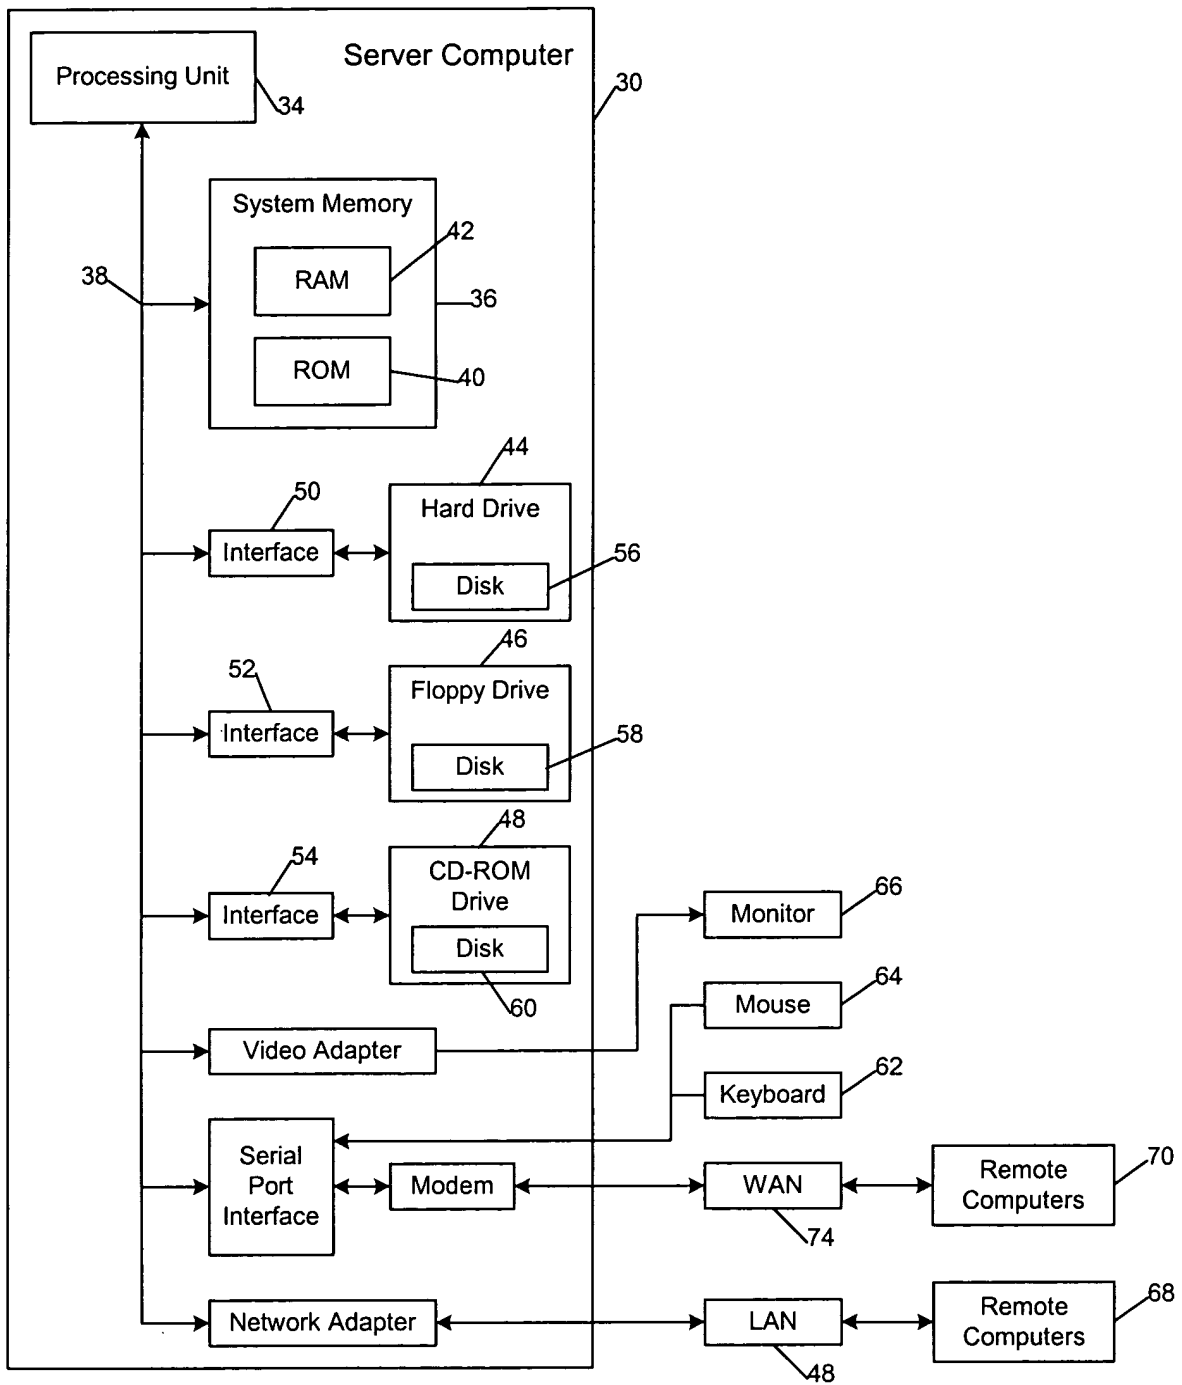 Server Computer
Processing Unit
30
34
System Memory
42
RAM
38
36
ROM
40
44
50
Hard Drive
Interface
56
Disk
46
52
Floppy Drive
Interface
58
Disk
48
54
CD-ROM
Drive
66
Interface
Monitor
Disk
64
60
Mouse
Video Adapter
62
Keyboard
Serial
Port
Interface
Modem
WAN
Remote
Computers
70
74
Network Adapter
LAN
Remote
Computers
68
48